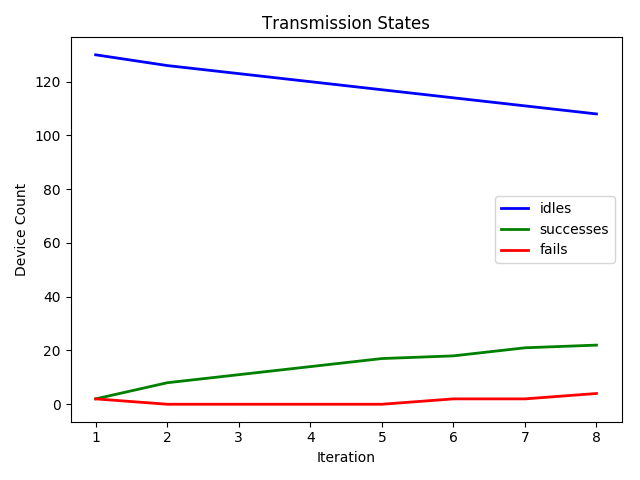 Transmission States
120
100
80
60
40
20
0
Device Count
idles
successes
fails
1 2 3 4 5 6 7 8
Iteration